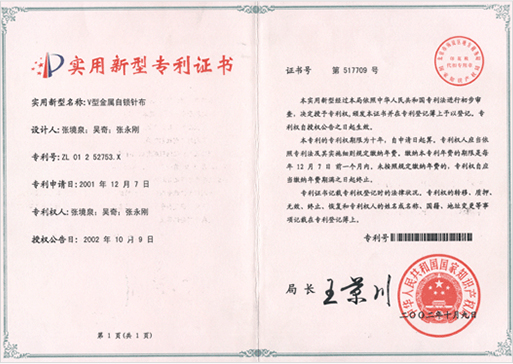 实用新型专利证书
实用新型名称:V型金属自锁针布
设计人:张境泉;吴奇;张永刚
专利号:ZL 01 2 52753.X
专利申请日:2001 年 12 月 7 日
专利权人:张境泉;吴奇;张永刚
授权公告日:2002 年 10 月 9 日
第 1 页(共 1 页)
证书号 第 517709 号
本实用新型经过本局依照中华人民共和国专利法进行初步审
查,决定授予专利权,颁发本证书并在专利登记簿上予以登记。专利
权自授权公告之日起生效。
本专利的专利权期限为十年,自申请日起算。专利权人应当依
照专利法及其实施细则规定缴纳年费。缴纳本专利年费的期限是每
年 12 月 7 日 前一个月内。未按照规定缴纳年费的,专利权自应
当缴纳年费期满之日起终止。
专利证书记载专利权登记时的法律状况。专利权的转移、质押、
无效、终止、恢复和专利权人的姓名或名称、国籍、地址变更等事
项记载在专利登记簿上。
专利号
局长 王景川
中华人民共和国国家知识产权局
二〇〇二年十月九日